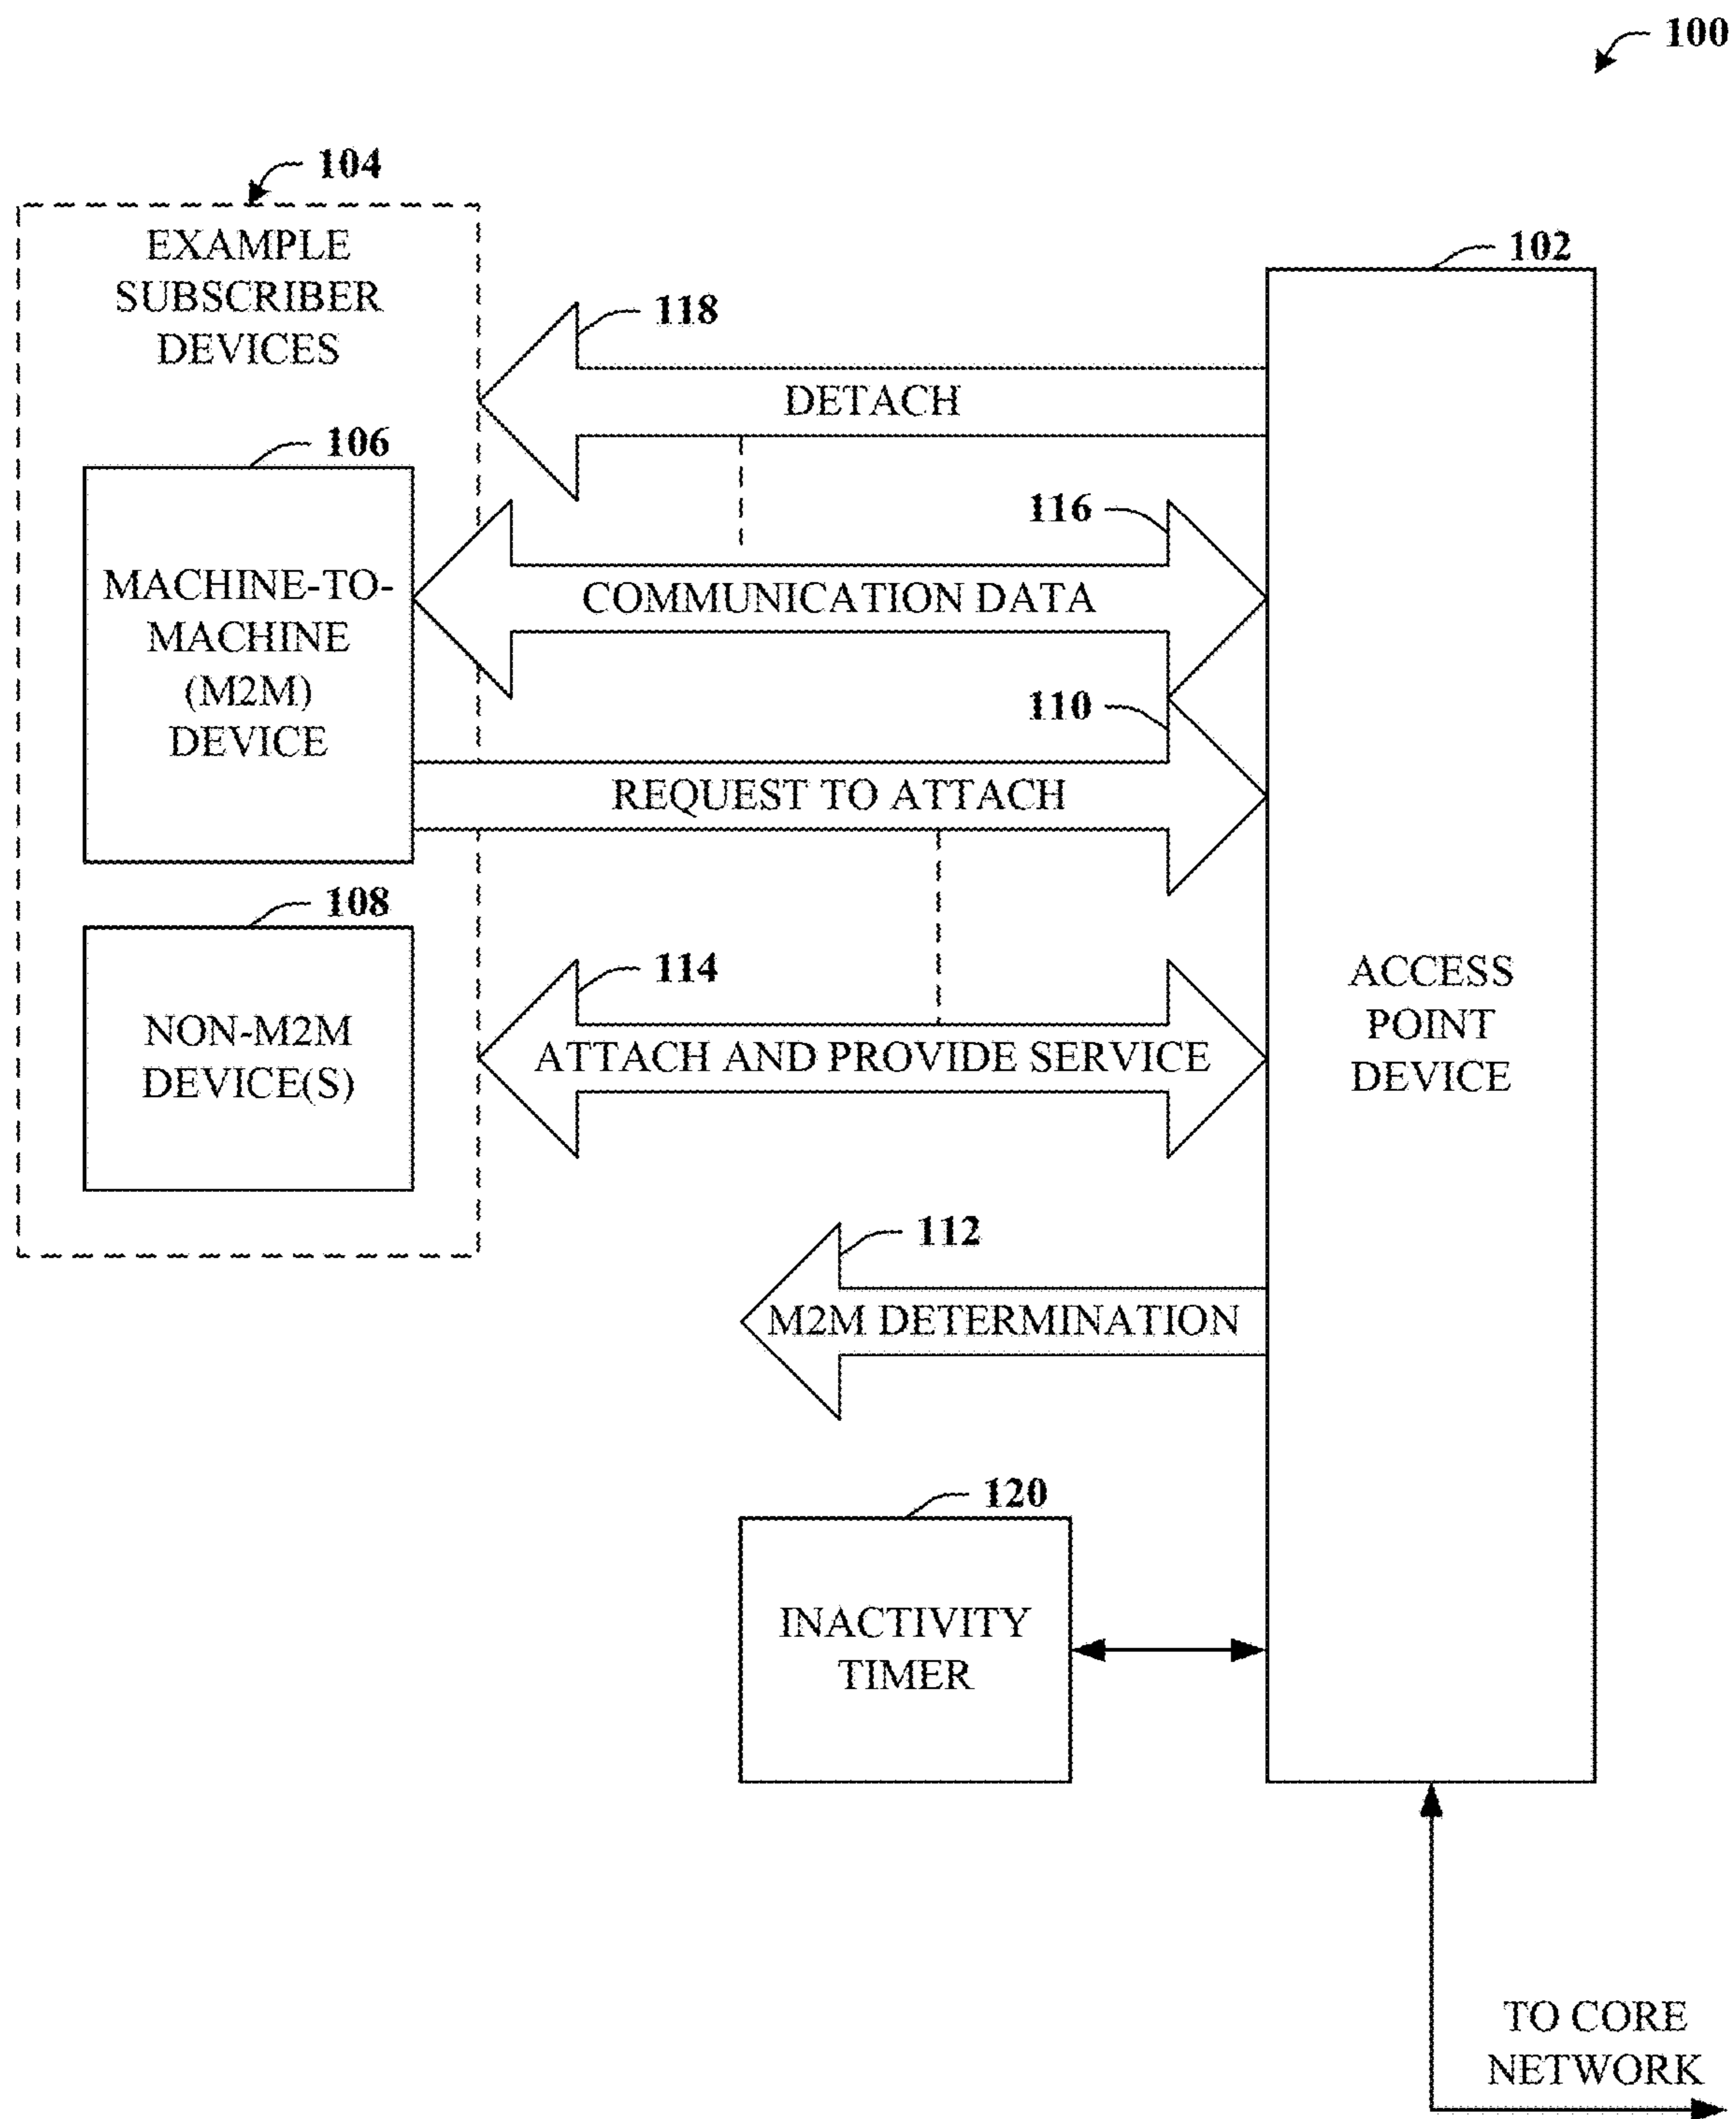 100
104
EXAMPLE
SUBSCRIBER
DEVICES
102
118
DETACH
106
116
MACHINE-TO-
MACHINE
(M2M)
DEVICE
COMMUNICATION DATA
110
REQUEST TO ATTACH
108
NON-M2M
DEVICE(S)
114
ATTACH AND PROVIDE SERVICE
ACCESS
POINT
DEVICE
112
M2M DETERMINATION
120
INACTIVITY
TIMER
TO CORE
NETWORK